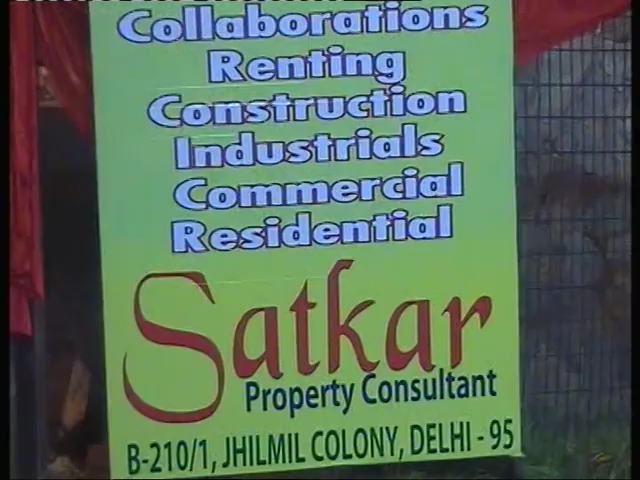 Collaborations
Renting
Construction
Industrials
Commercial
Residential
Satkar
Property Consultant
B-210/1, JHILMIL COLONY, DELHI - 95